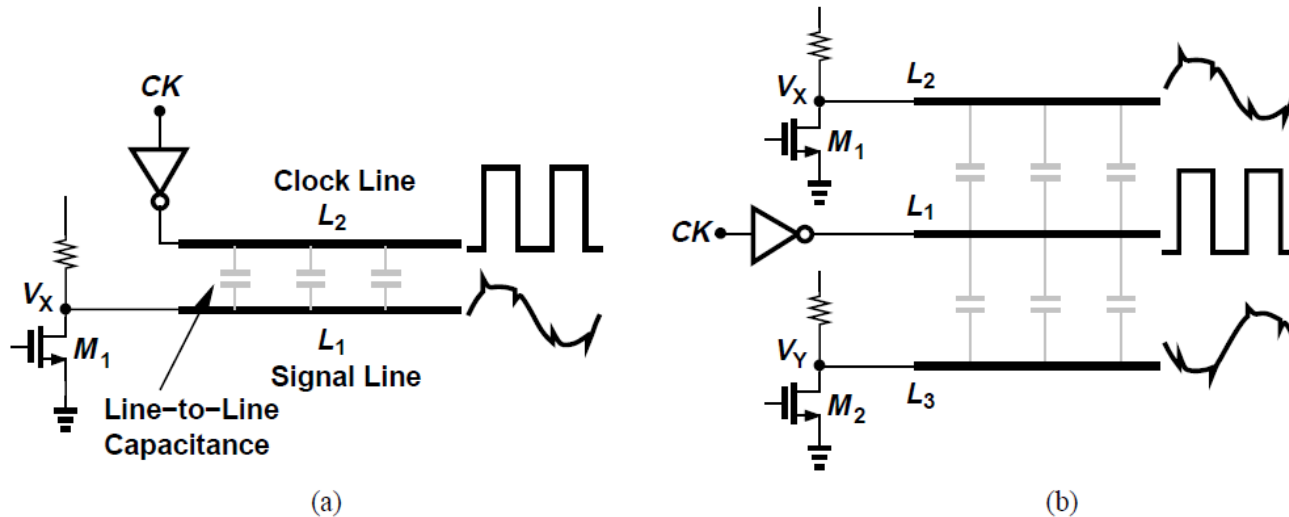 CK
Clock Line
L2
VX
M1
L1
Signal Line
Line-to-Line
Capacitance
(a)
VX
L2
M1
CK
L1
VY
L3
M2
(b)